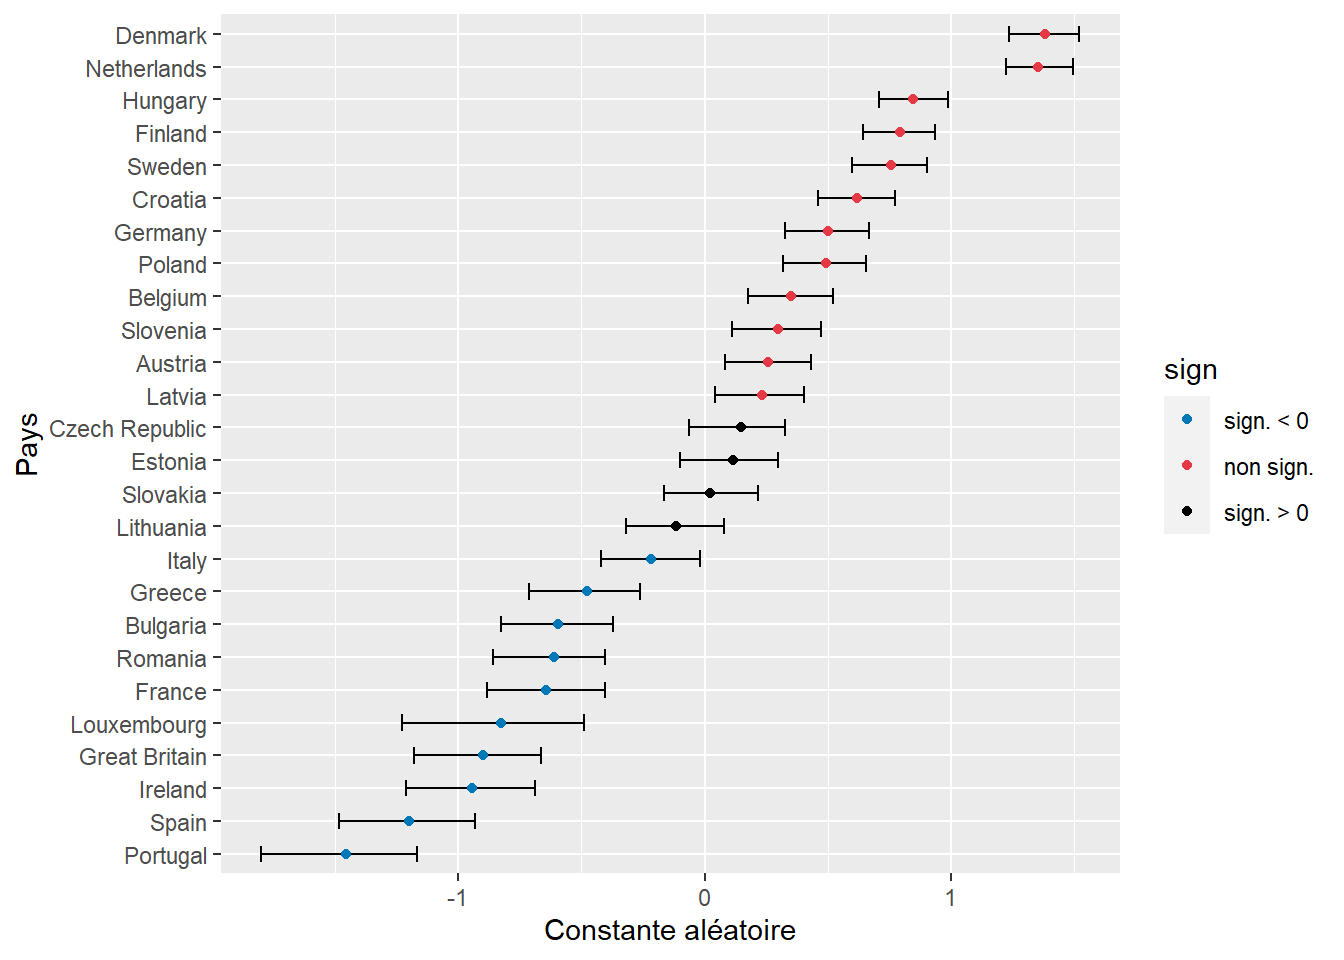 Denmark
Netherlands
Hungary
Finland
Sweden
Croatia
Germany
Poland
Belgium
Slovenia
Austria
Latvia
Czech Republic
Estonia
Slovakia
Lithuania
Italy
Greece
Bulgaria
Romania
France
Louxembourg
Great Britain
Ireland
Spain
Portugal
Pays
-1 0 1
Constante aléatoire
sign
sign. < 0
non sign.
sign. > 0